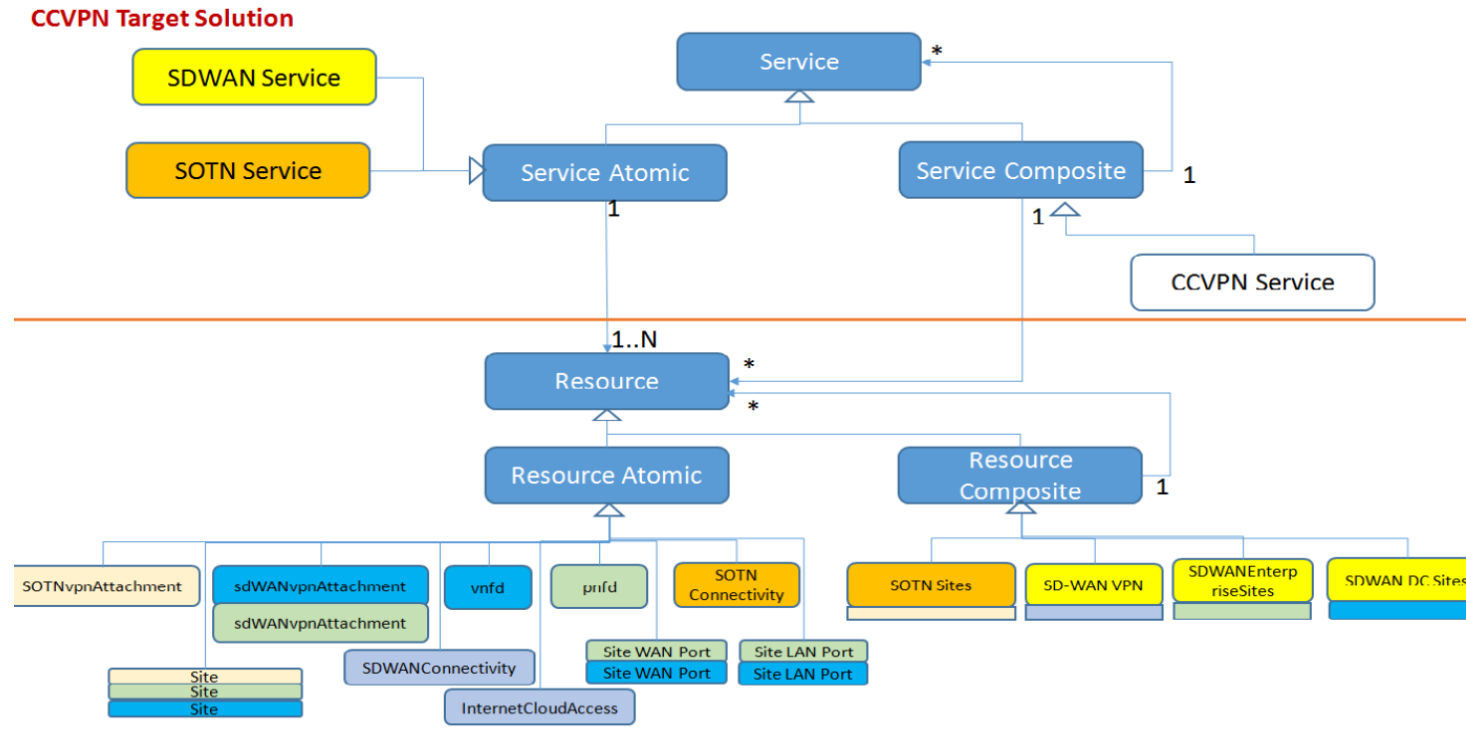 CCVPN Target Solution
SDWAN Service
Service
*
SOTN Service
Service Atomic
Service Composite
1
1
1
CCVPN Service
1..N
Resource
*
*
Resource Atomic
Resource
Composite
1
SOTNvpnAttachment
sdWANvpnAttachment
sdWANvpnAttachment
vnfd
pnfd
SOTN
Connectivity
SOTN Sites
SD-WAN VPN
SDWANEnterp
riseSites
SDWAN DC Sites
Site
Site
Site
SDWANConnectivity
InternetCloudAccess
Site WAN Port
Site WAN Port
Site LAN Port
Site LAN Port